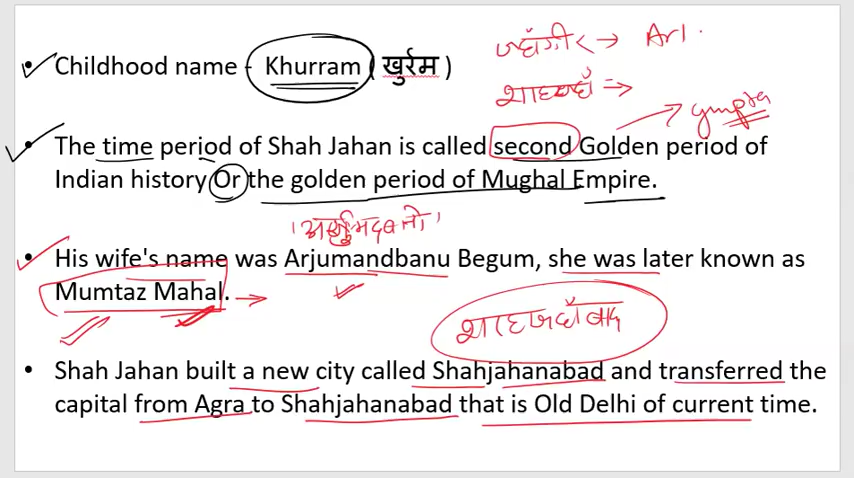 जहाँगीर → Art
• Childhood name - Khurram (खुर्रम)
शाहजहाँ →
gupta
• The time period of Shah Jahan is called second Golden period of
Indian history Or the golden period of Mughal Empire.
• His wife's name was Arjumandbanu Begum, she was later known as
Mumtaz Mahal. →
शाहजहाँबाद
• Shah Jahan built a new city called Shahjahanabad and transferred the
capital from Agra to Shahjahanabad that is Old Delhi of current time.